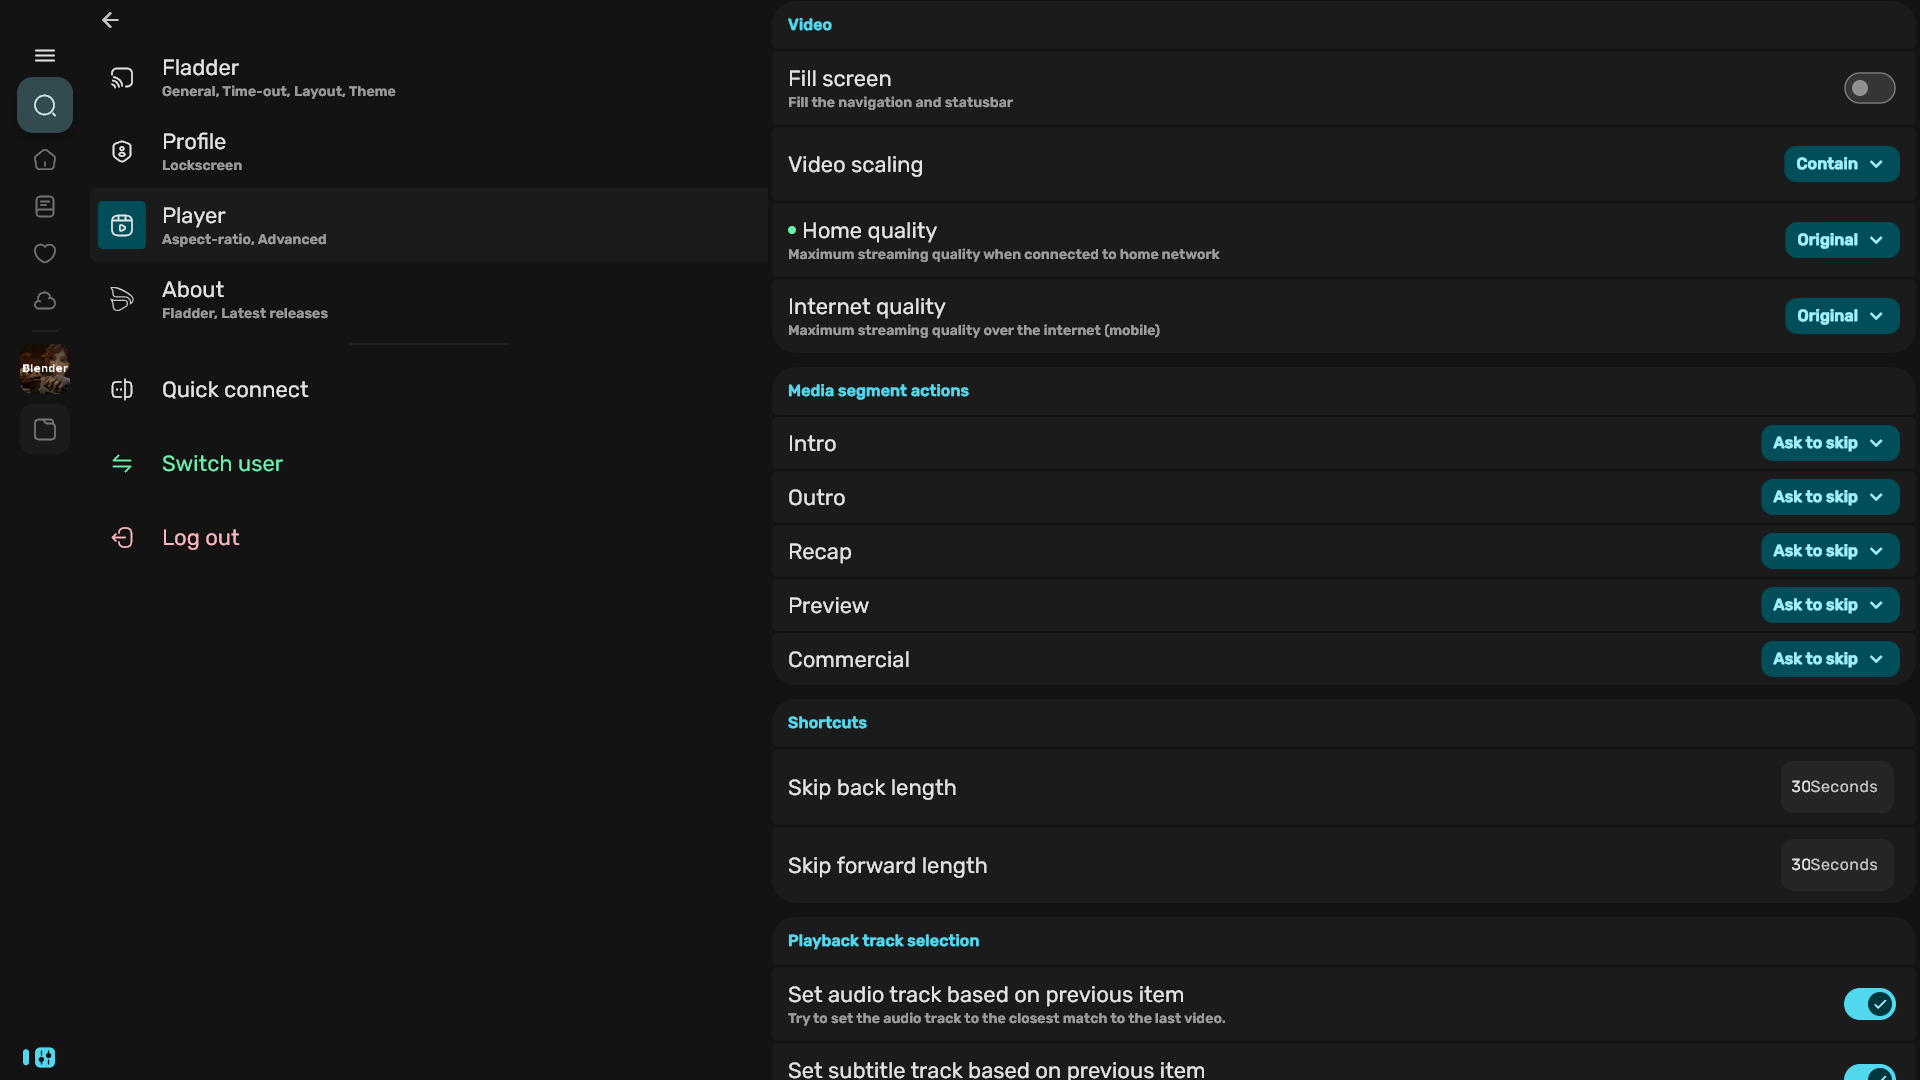 Fladder
General, Time-out, Layout, Theme
Profile
Lockscreen
Player
Aspect-ratio, Advanced
About
Fladder, Latest releases
Blender
Quick connect
Switch user
Log out
Video
Fill screen
Fill the navigation and statusbar
Video scaling
Contain
Home quality
Maximum streaming quality when connected to home network
Original
Internet quality
Maximum streaming quality over the internet (mobile)
Original
Media segment actions
Intro
Ask to skip
Outro
Ask to skip
Recap
Ask to skip
Preview
Ask to skip
Commercial
Ask to skip
Shortcuts
Skip back length
30Seconds
Skip forward length
30Seconds
Playback track selection
Set audio track based on previous item
Try to set the audio track to the closest match to the last video.
Set subtitle track based on previous item